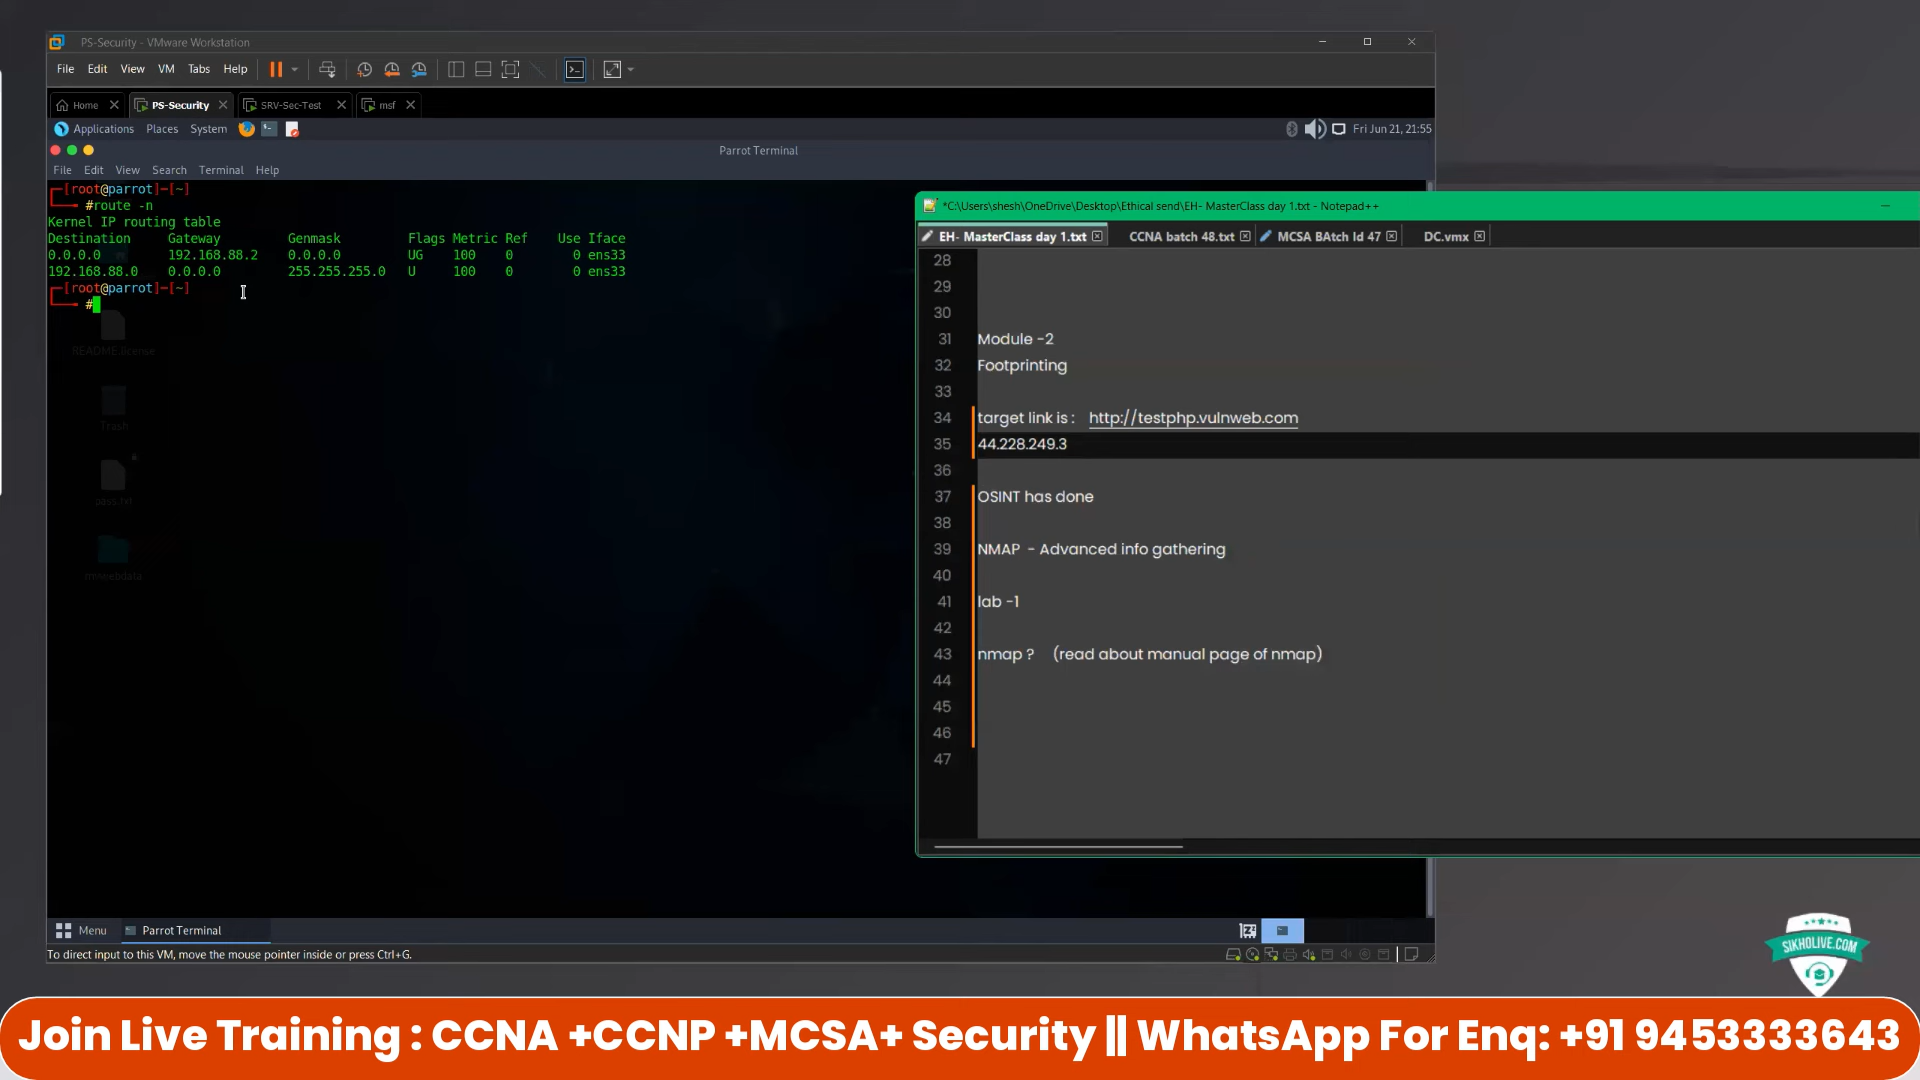 PS-Security - VMware Workstation
File Edit View VM Tabs Help
Home PS-Security SRV-Sec-Test msf
Applications Places System Fri Jun 21, 21:55
Parrot Terminal
File Edit View Search Terminal Help
[root@parrot]-[~]
#route -n
Kernel IP routing table
Destination Gateway Genmask Flags Metric Ref Use Iface
0.0.0.0 192.168.88.2 0.0.0.0 UG 100 0 0 ens33
192.168.88.0 0.0.0.0 255.255.255.0 U 100 0 0 ens33
[root@parrot]-[~]
#
README.license
Trash
pass.txt
*C:\Users\shesh\OneDrive\Desktop\Ethical send\EH- MasterClass day 1.txt - Notepad++
EH- MasterClass day 1.txt CCNA batch 48.txt MCSA BAtch Id 47 DC.vmx
28
29
30
31 Module -2
32 Footprinting
33
34 target link is : http://testphp.vulnweb.com
35 44.228.249.3
36
37 OSINT has done
38
39 NMAP - Advanced info gathering
40
41 lab -1
42
43 nmap ? (read about manual page of nmap)
44
45
46
47
Menu Parrot Terminal
To direct input to this VM, move the mouse pointer inside or press Ctrl+G.
SIKHOLIVE.COM
Join Live Training : CCNA +CCNP +MCSA+ Security || WhatsApp For Enq: +91 9453333643